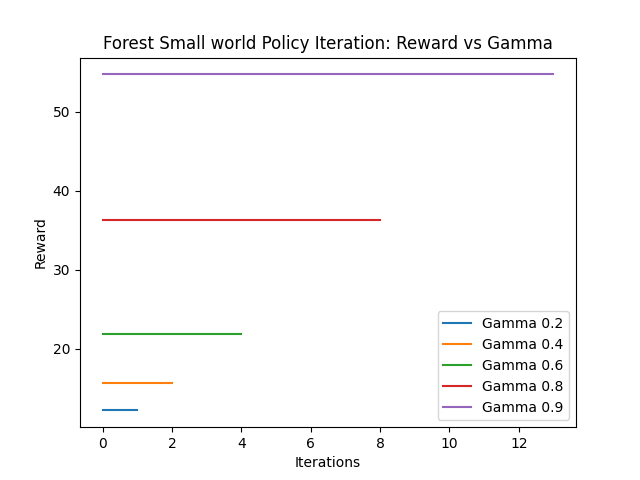 Forest Small world Policy Iteration: Reward vs Gamma
50
40
30
20
Reward
0 2 4 6 8 10 12
Iterations
Gamma 0.2
Gamma 0.4
Gamma 0.6
Gamma 0.8
Gamma 0.9